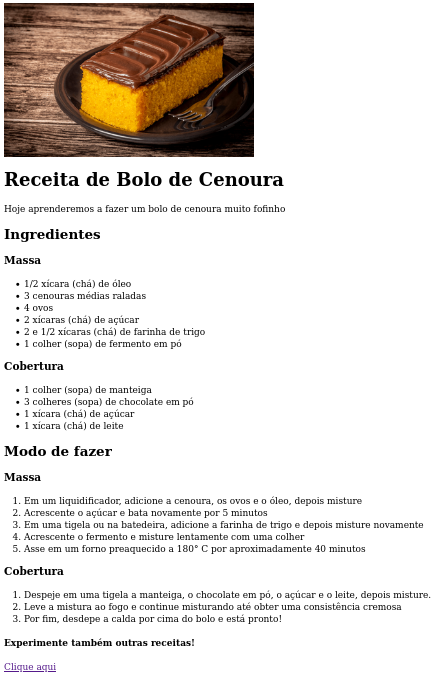 Receita de Bolo de Cenoura
Hoje aprenderemos a fazer um bolo de cenoura muito fofinho
Ingredientes
Massa
• 1/2 xícara (chá) de óleo
• 3 cenouras médias raladas
• 4 ovos
• 2 xícaras (chá) de açúcar
• 2 e 1/2 xícaras (chá) de farinha de trigo
• 1 colher (sopa) de fermento em pó
Cobertura
• 1 colher (sopa) de manteiga
• 3 colheres (sopa) de chocolate em pó
• 1 xícara (chá) de açúcar
• 1 xícara (chá) de leite
Modo de fazer
Massa
1. Em um liquidificador, adicione a cenoura, os ovos e o óleo, depois misture
2. Acrescente o açúcar e bata novamente por 5 minutos
3. Em uma tigela ou na batedeira, adicione a farinha de trigo e depois misture novamente
4. Acrescente o fermento e misture lentamente com uma colher
5. Asse em um forno preaquecido a 180° C por aproximadamente 40 minutos
Cobertura
1. Despeje em uma tigela a manteiga, o chocolate em pó, o açúcar e o leite, depois misture.
2. Leve a mistura ao fogo e continue misturando até obter uma consistência cremosa
3. Por fim, desdepe a calda por cima do bolo e está pronto!
Experimente também outras receitas!
Clique aqui